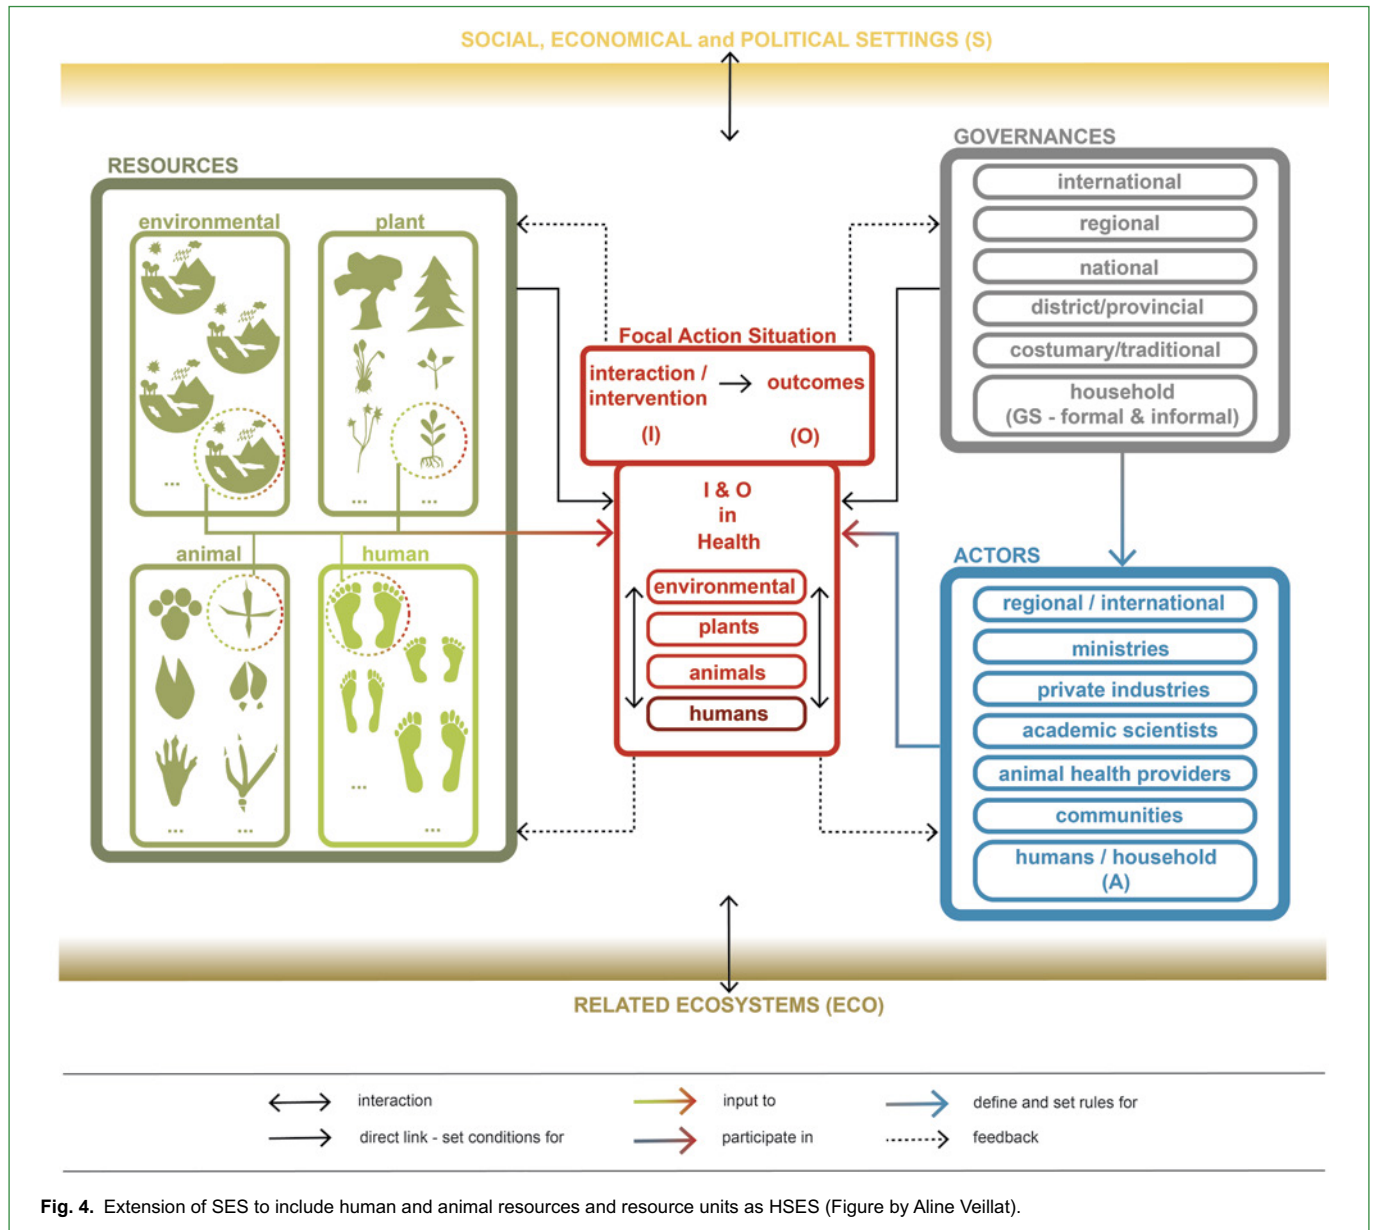 SOCIAL, ECONOMICAL and POLITICAL SETTINGS (S)
RESOURCES
environmental
plant
...
...
...
animal
human
...
...
...
...
Focal Action Situation
interaction /
intervention
outcomes
(I)
(O)
I & O
in
Health
environmental
plants
animals
humans
GOVERNANCES
international
regional
national
district/provincial
costumary/traditional
household
(GS - formal & informal)
ACTORS
regional / international
ministries
private industries
academic scientists
animal health providers
communities
humans / household
(A)
RELATED ECOSYSTEMS (ECO)
interaction
input to
define and set rules for
direct link - set conditions for
participate in
feedback
Fig. 4. Extension of SES to include human and animal resources and resource units as HSES (Figure by Aline Veillat).